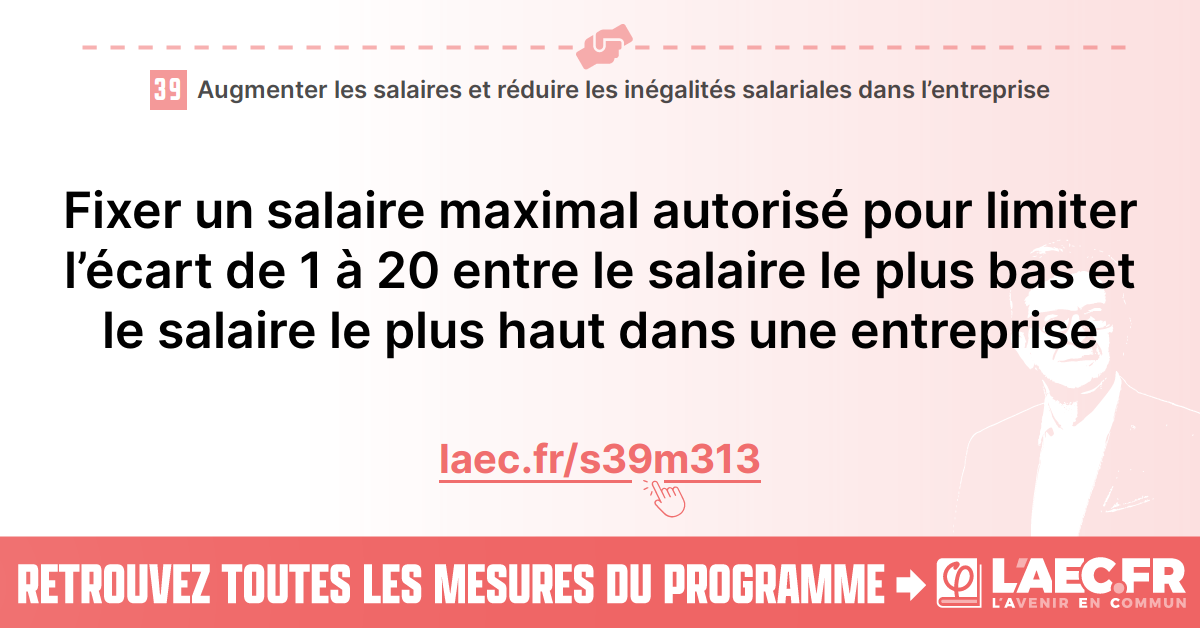 39 Augmenter les salaires et réduire les inégalités salariales dans l’entreprise
Fixer un salaire maximal autorisé pour limiter
l’écart de 1 à 20 entre le salaire le plus bas et
le salaire le plus haut dans une entreprise
laec.fr/s39m313
RETROUVEZ TOUTES LES MESURES DU PROGRAMME
L'AEC.FR
L'AVENIR EN COMMUN